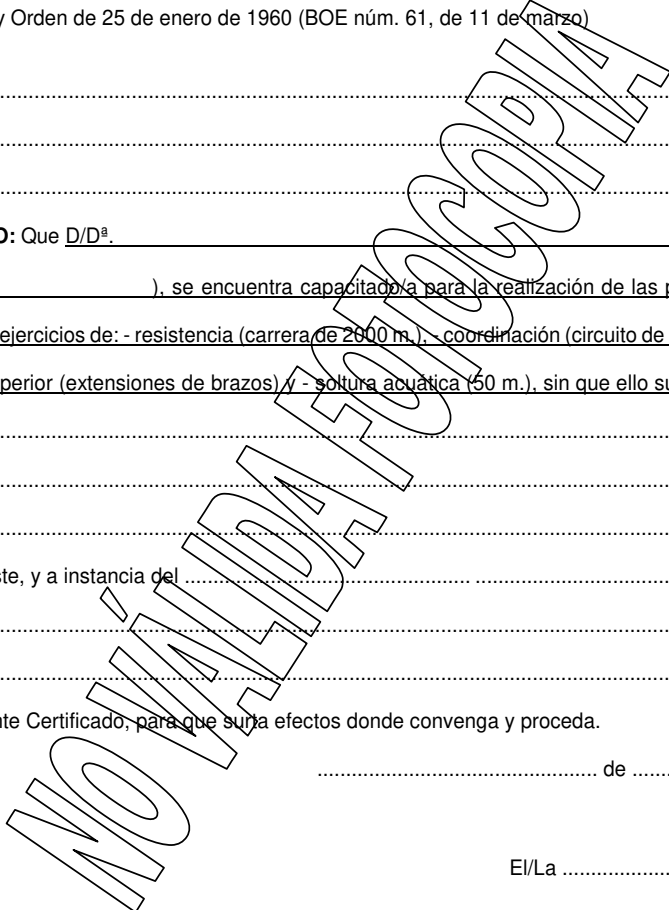 y Orden de 25 de enero de 1960 (BOE núm. 61, de 11 de marzo)
..........
..........
..........
O: Que D/Dª.
), se encuentra capacitado/a para la realización de las
ejercicios de: - resistencia (carrera de 2000 m.), - coordinación (circuito de
perior (extensiones de brazos) y - soltura acuática (50 m.), sin que ello su
..........
..........
..........
ste, y a instancia del ..........
..........
..........
nte Certificado, para que surta efectos donde convenga y proceda.
.......... de ..........
El/La ..........
NO VÁLIDA FOTOCOPIA